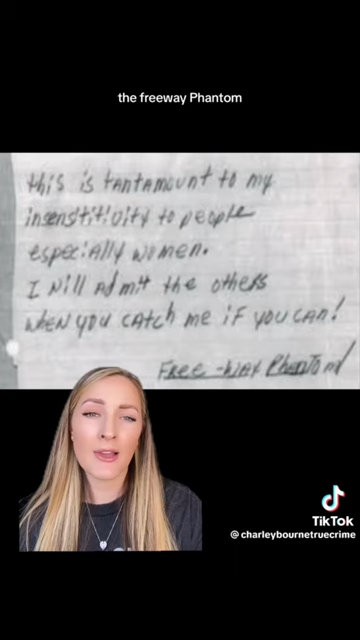 the freeway Phantom
this is tantamount to my
insensititivity to people
especially women.
I will admit the others
when you catch me if you can!
FREE-WAY PhanTom
TikTok
@charleybournetruecrime